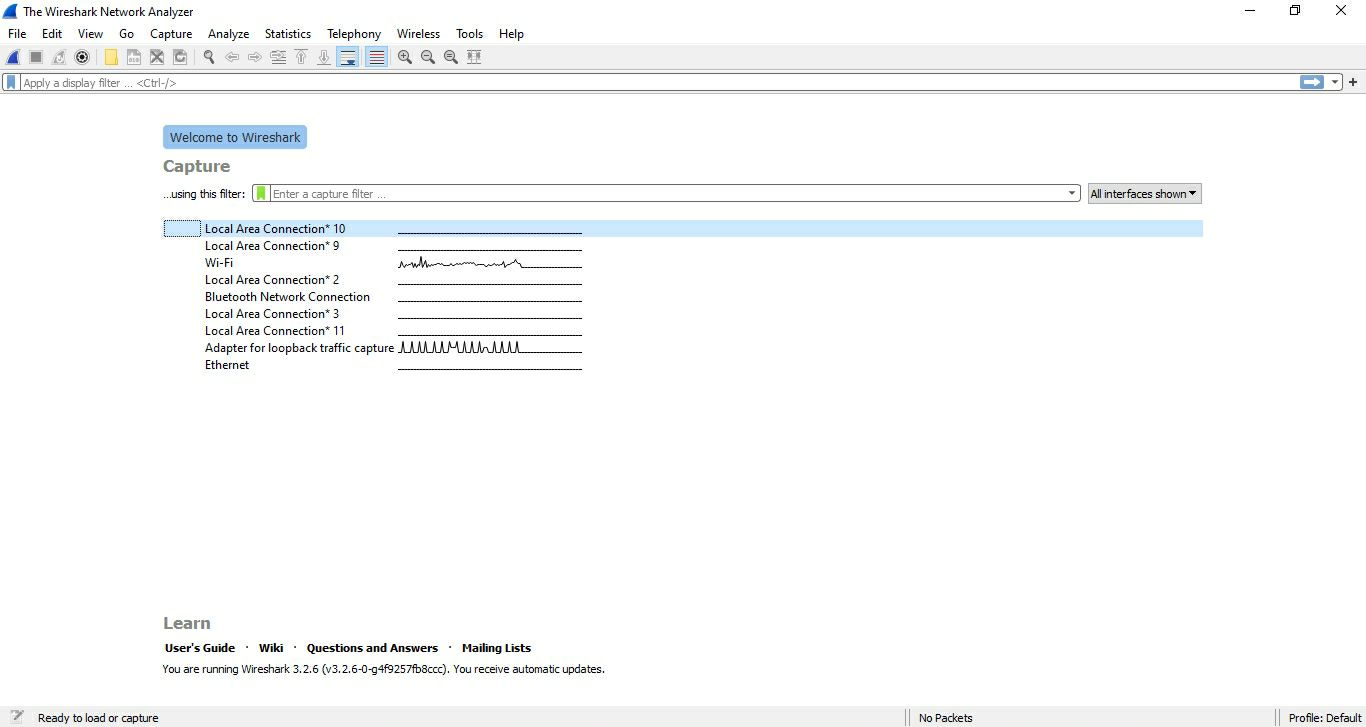 The Wireshark Network Analyzer
File Edit View Go Capture Analyze Statistics Telephony Wireless Tools Help
Apply a display filter ... <Ctrl-/>
Welcome to Wireshark
Capture
...using this filter: Enter a capture filter ... All interfaces shown
Local Area Connection* 10
Local Area Connection* 9
Wi-Fi
Local Area Connection* 2
Bluetooth Network Connection
Local Area Connection* 3
Local Area Connection* 11
Adapter for loopback traffic capture
Ethernet
Learn
User's Guide · Wiki · Questions and Answers · Mailing Lists
You are running Wireshark 3.2.6 (v3.2.6-0-g4f9257fb8ccc). You receive automatic updates.
Ready to load or capture No Packets Profile: Default